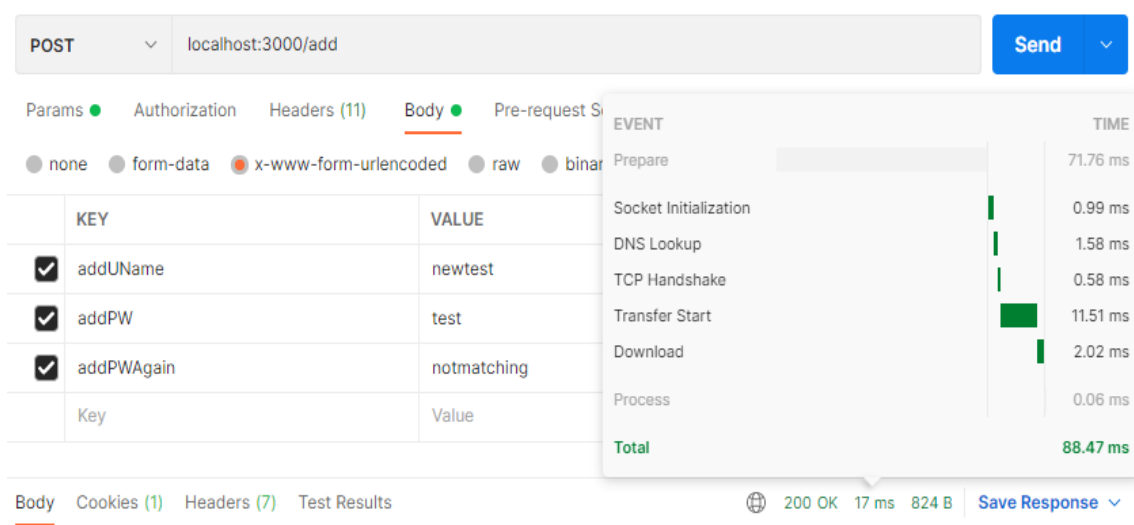 POST localhost:3000/add Send
Params Authorization Headers (11) Body Pre-request S
none form-data x-www-form-urlencoded raw binar
KEY VALUE
addUName newtest
addPW test
addPWAgain notmatching
Key Value
EVENT TIME
Prepare 71.76 ms
Socket Initialization 0.99 ms
DNS Lookup 1.58 ms
TCP Handshake 0.58 ms
Transfer Start 11.51 ms
Download 2.02 ms
Process 0.06 ms
Total 88.47 ms
Body Cookies (1) Headers (7) Test Results 200 OK 17 ms 824 B Save Response